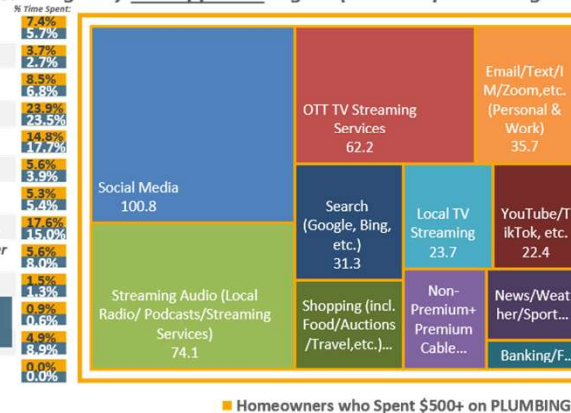 % Time Spent:
7.4%
5.7%
3.7%
2.7%
8.5%
6.8%
23.9%
23.5%
14.8%
17.7%
5.6%
3.9%
5.3%
5.4%
17.6%
15.0%
5.6%
8.0%
1.5%
1.3%
0.9%
0.6%
4.9%
8.9%
0.0%
0.0%
Social Media
100.8
Streaming Audio (Local
Radio/ Podcasts/Streaming
Services)
74.1
OTT TV Streaming
Services
62.2
Email/Text/I
M/Zoom,etc.
(Personal &
Work)
35.7
Search
(Google, Bing,
etc.)
31.3
Local TV
Streaming
23.7
YouTube/T
ikTok, etc.
22.4
Shopping (incl.
Food/Auctions
/Travel,etc.)...
Non-
Premium+
Premium
Cable...
News/Weat
her/Sport...
Banking/F...
Homeowners who Spent $500+ on PLUMBING